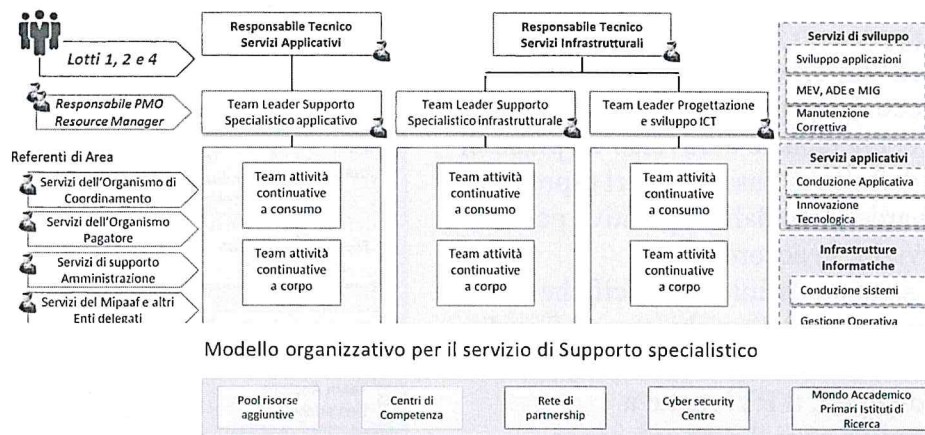 Lotti 1, 2 e 4
Responsabile PMO
Resource Manager
Referenti di Area
Servizi dell'Organismo di
Coordinamento
Servizi dell'Organismo
Pagatore
Servizi di supporto
Amministrazione
Servizi del Mipaaf e altri
Enti delegati
Responsabile Tecnico
Servizi Applicativi
Responsabile Tecnico
Servizi Infrastrutturali
Team Leader Supporto
Specialistico applicativo
Team Leader Supporto
Specialistico infrastrutturale
Team Leader Progettazione
e sviluppo ICT
Team attività
continuative
a consumo
Team attività
continuative
a consumo
Team attività
continuative
a consumo
Team attività
continuative
a corpo
Team attività
continuative
a corpo
Team attività
continuative
a corpo
Servizi di sviluppo
Sviluppo applicazioni
MEV, ADE e MIG
Manutenzione
Correttiva
Servizi applicativi
Conduzione Applicativa
Innovazione
Tecnologica
Infrastrutture
Informatiche
Conduzione sistemi
Gestione Operativa
Modello organizzativo per il servizio di Supporto specialistico
Pool risorse
aggiuntive
Centri di
Competenza
Rete di
partnership
Cyber security
Centre
Mondo Accademico
Primari Istituti di
Ricerca